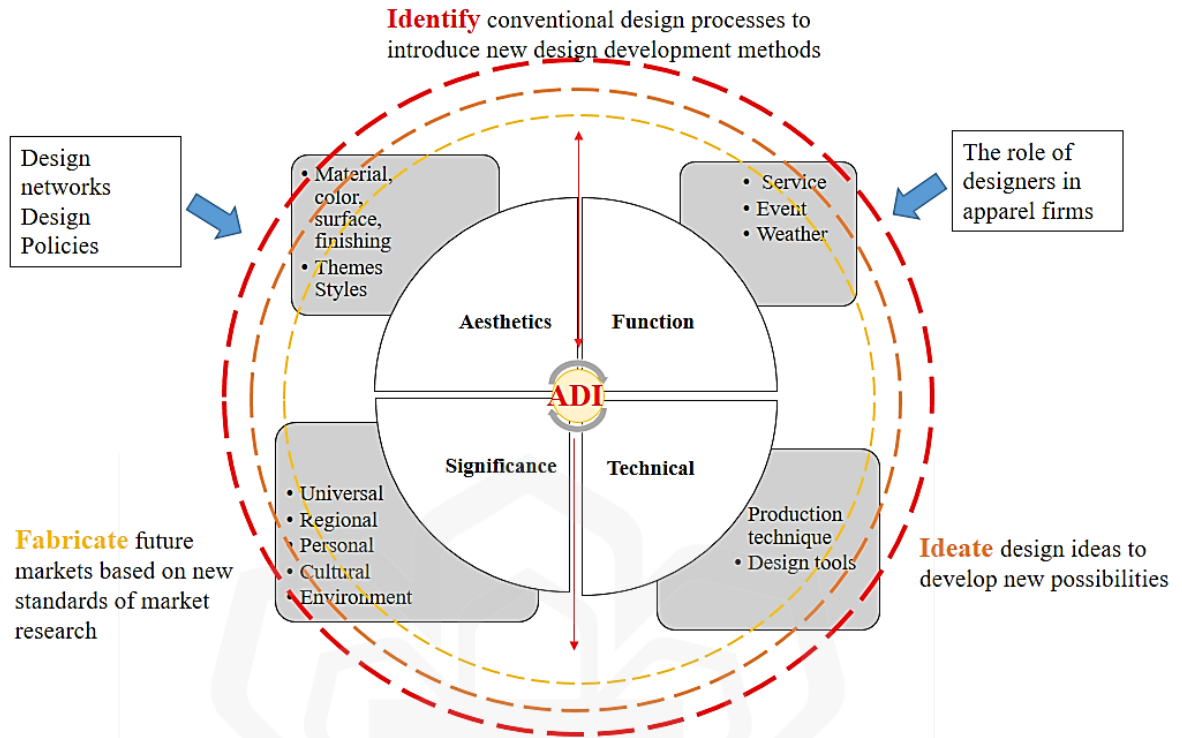 Identify conventional design processes to
introduce new design development methods
Design
networks
Design
Policies
The role of
designers in
apparel firms
• Material,
color,
surface,
finishing
• Themes
Styles
• Service
• Event
• Weather
Aesthetics
Function
ADI
Significance
Technical
• Universal
• Regional
• Personal
• Cultural
• Environment
Production
technique
• Design tools
Fabricate future
markets based on new
standards of market
research
Ideate design ideas to
develop new possibilities